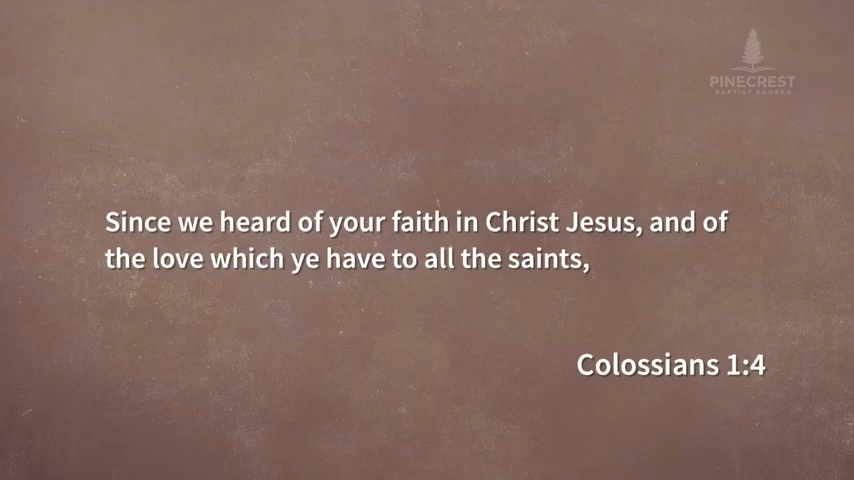 PINECREST
BAPTIST CHURCH
Since we heard of your faith in Christ Jesus, and of
the love which ye have to all the saints,
Colossians 1:4